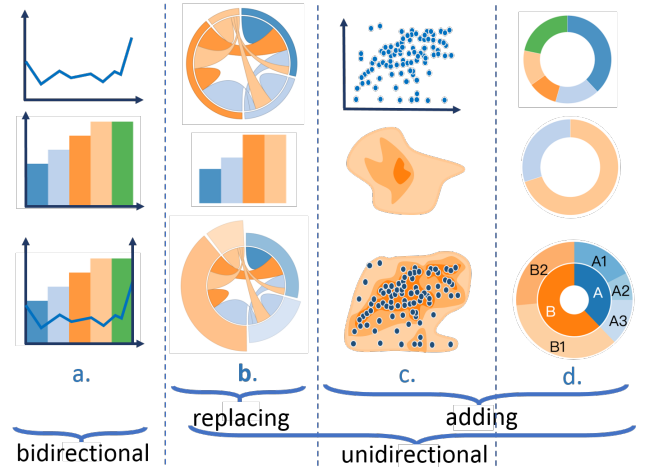 B2
A1
A
A2
B
A3
B1
a.
b.
c.
d.
replacing
adding
bidirectional
unidirectional